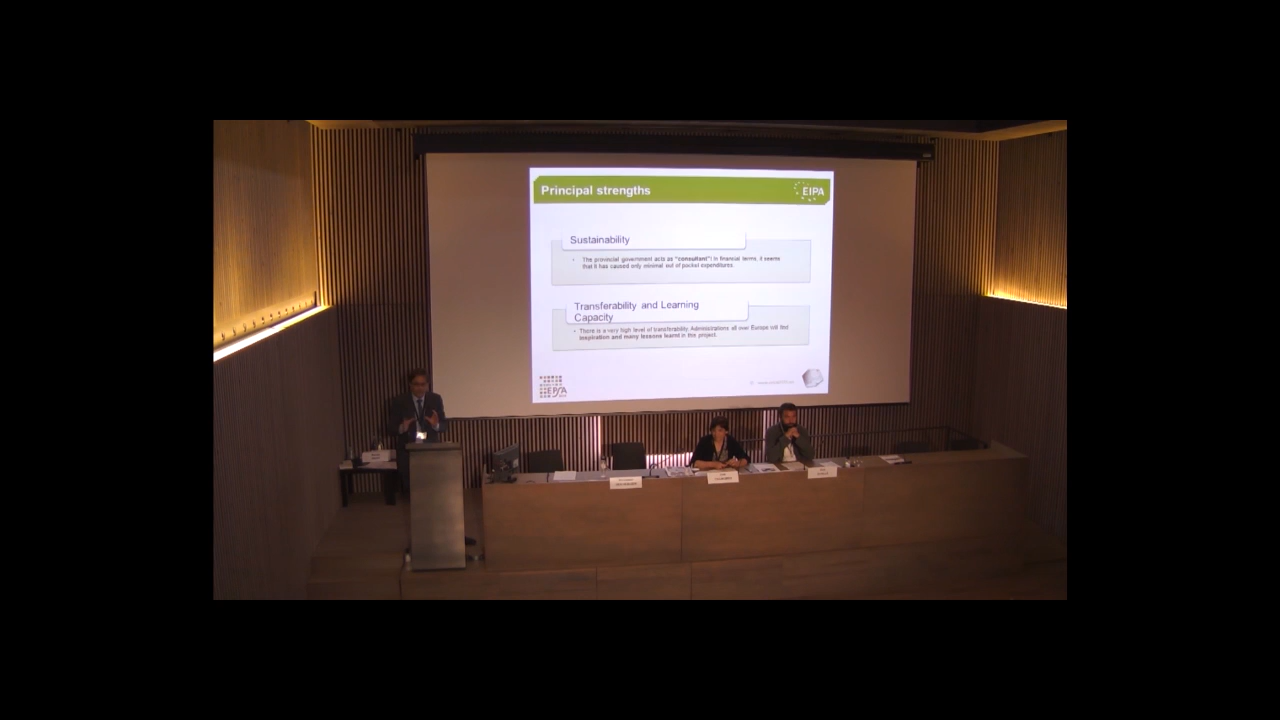 Principal strengths
EIPA
Sustainability
• The provincial government acts as "consultant"! In financial terms, it seems
that it has caused only minimal out of pocket expenditures.
Transferability and Learning
Capacity
• There is a very high level of transferability. Administrations all over Europe will find
inspiration and many lessons learnt in this project.
EPSA